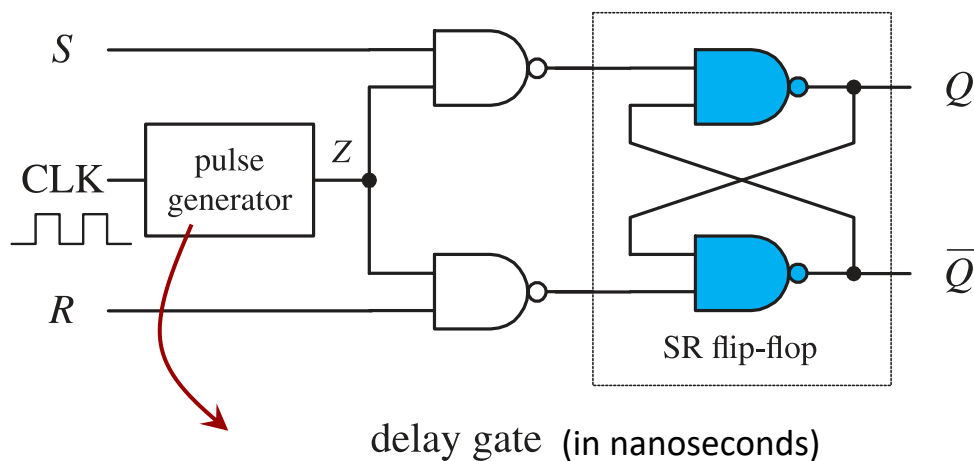 S
Q
Z
pulse
generator
CLK
Q̅
R
SR flip-flop
delay gate (in nanoseconds)